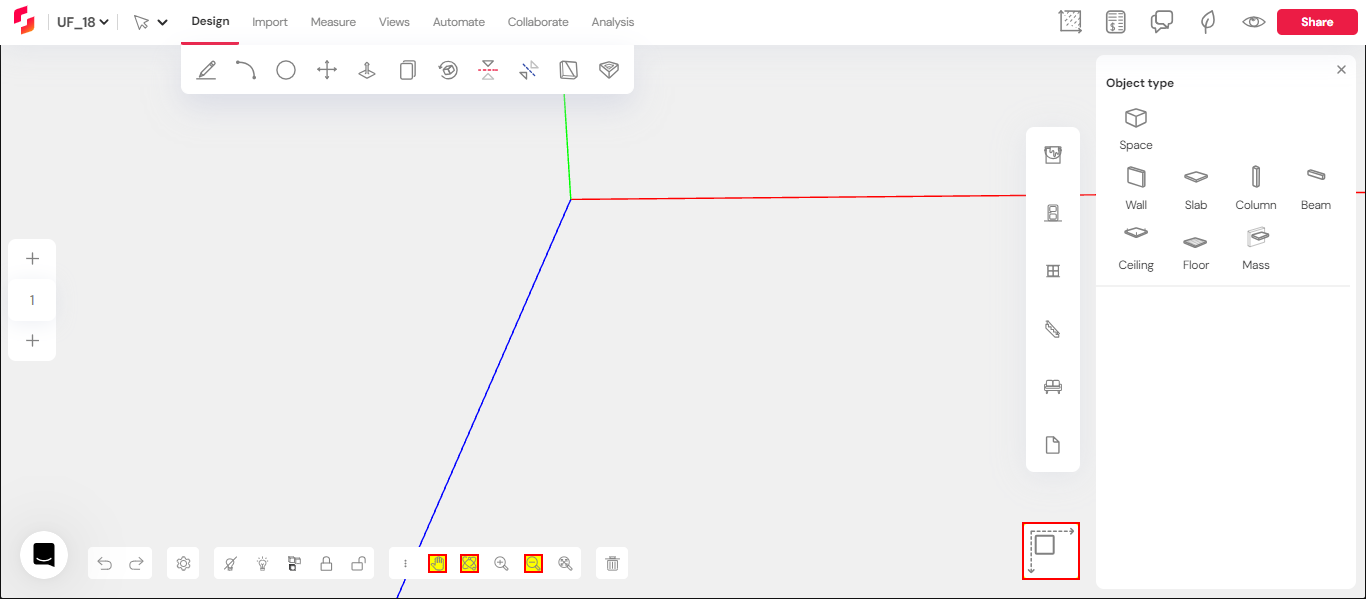 UF_18
Design
Import
Measure
Views
Automate
Collaborate
Analysis
Share
Object type
Space
Wall
Slab
Column
Beam
Ceiling
Floor
Mass
1